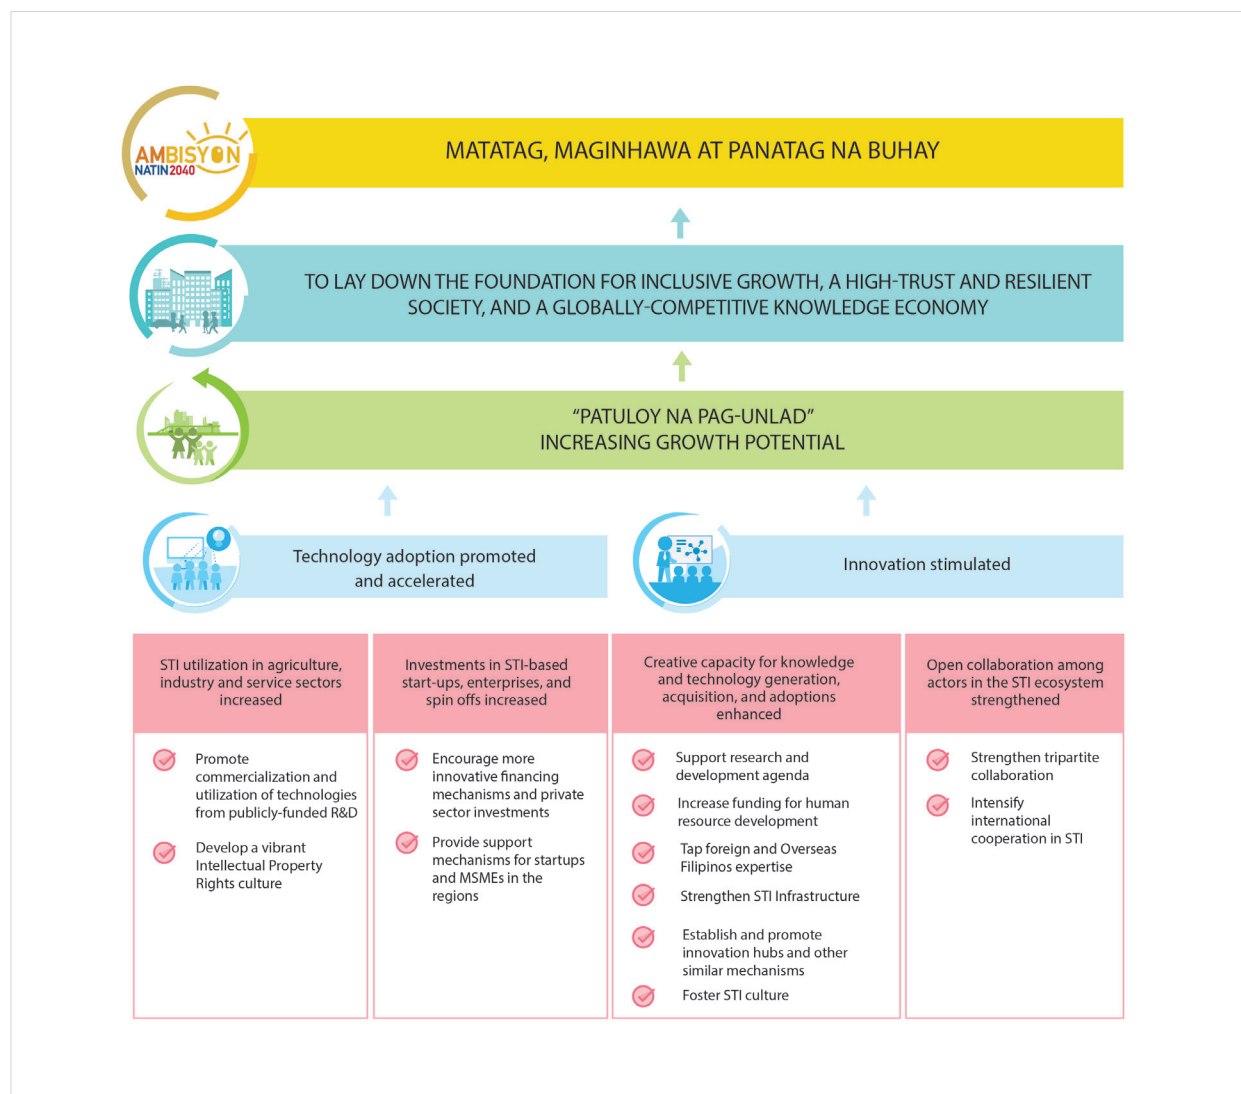 AMBISYON
NATIN 2040
MATATAG, MAGINHAWA AT PANATAG NA BUHAY
TO LAY DOWN THE FOUNDATION FOR INCLUSIVE GROWTH, A HIGH-TRUST AND RESILIENT
SOCIETY, AND A GLOBALLY-COMPETITIVE KNOWLEDGE ECONOMY
“PATULOY NA PAG-UNLAD”
INCREASING GROWTH POTENTIAL
Technology adoption promoted
and accelerated
Innovation stimulated
STI utilization in agriculture,
industry and service sectors
increased
Promote
commercialization and
utilization of technologies
from publicly-funded R&D
Develop a vibrant
Intellectual Property
Rights culture
Investments in STI-based
start-ups, enterprises, and
spin offs increased
Encourage more
innovative financing
mechanisms and private
sector investments
Provide support
mechanisms for startups
and MSMEs in the
regions
Creative capacity for knowledge
and technology generation,
acquisition, and adoptions
enhanced
Support research and
development agenda
Increase funding for human
resource development
Tap foreign and Overseas
Filipinos expertise
Strengthen STI Infrastructure
Establish and promote
innovation hubs and other
similar mechanisms
Foster STI culture
Open collaboration among
actors in the STI ecosystem
strengthened
Strengthen tripartite
collaboration
Intensify
international
cooperation in STI